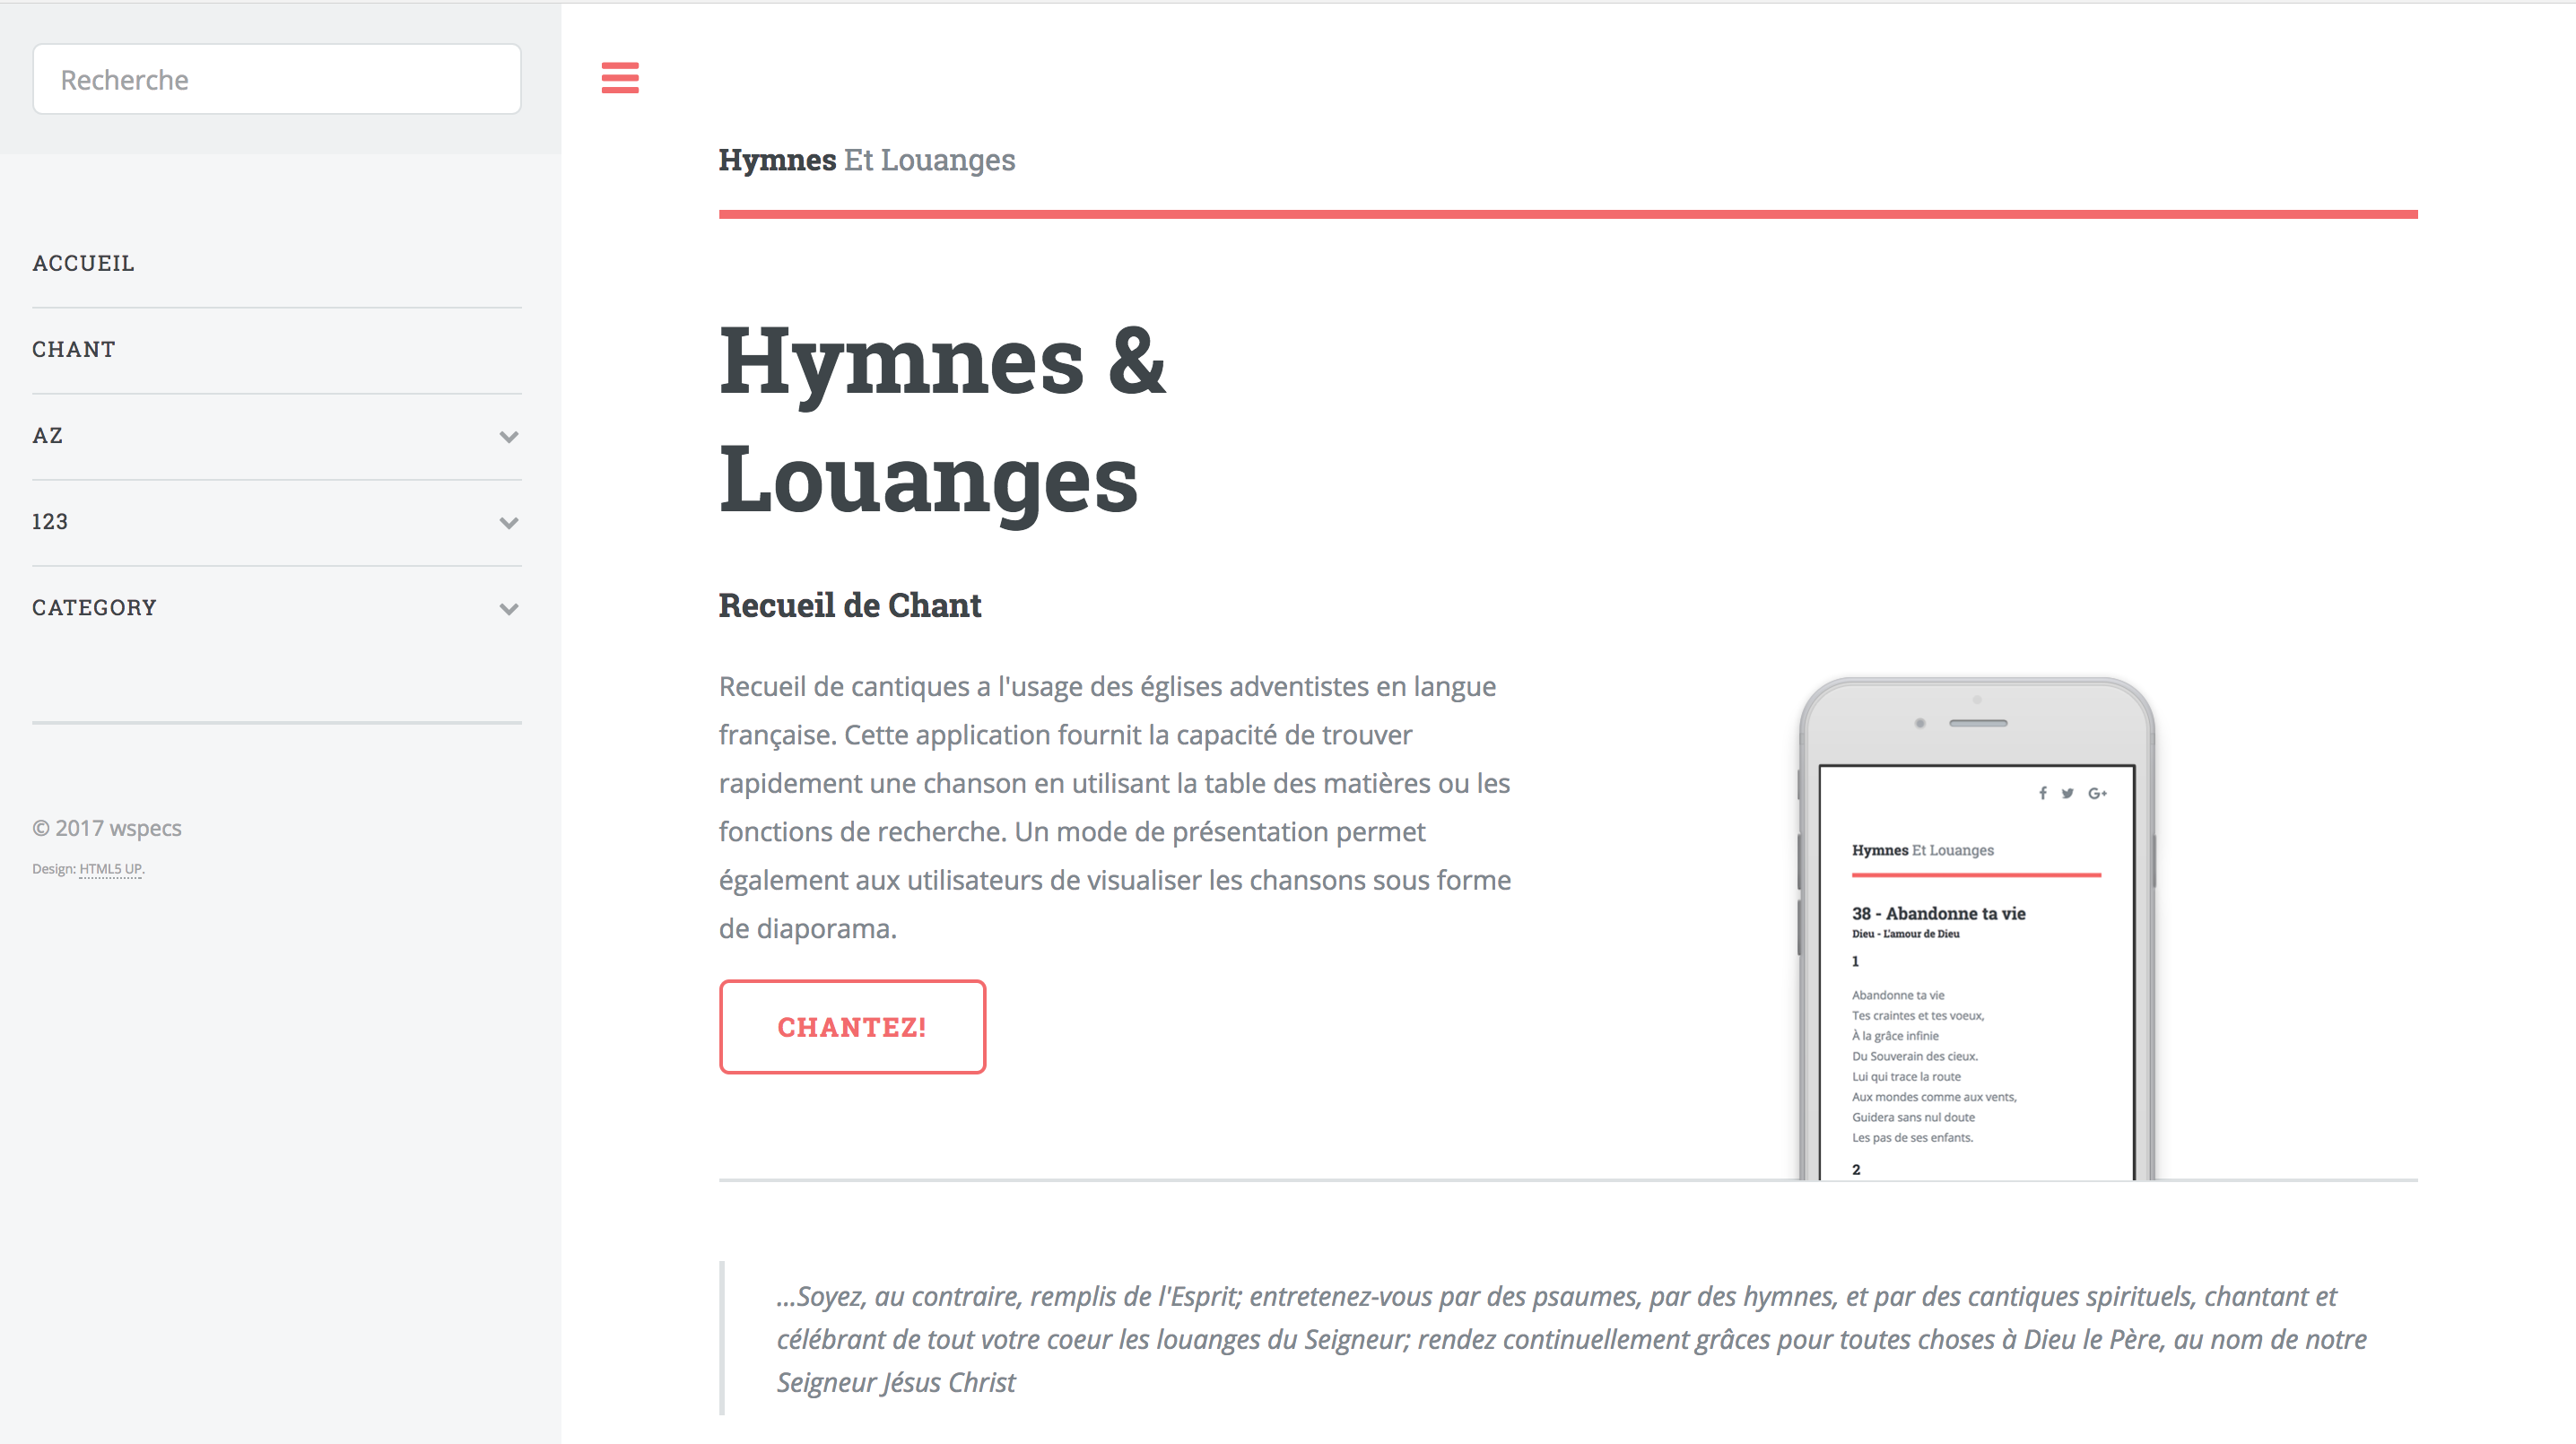 Recherche
ACCUEIL
CHANT
AZ
123
CATEGORY
© 2017 wspecs
Design: HTML5 UP.
Hymnes Et Louanges
Hymnes &
Louanges
Recueil de Chant
Recueil de cantiques a l'usage des églises adventistes en langue
française. Cette application fournit la capacité de trouver
rapidement une chanson en utilisant la table des matières ou les
fonctions de recherche. Un mode de présentation permet
également aux utilisateurs de visualiser les chansons sous forme
de diaporama.
CHANTEZ!
G+
Hymnes Et Louanges
38 - Abandonne ta vie
Dieu - L'amour de Dieu
1
Abandonne ta vie
Tes craintes et tes voeux,
À la grâce infinie
Du Souverain des cieux.
Lui qui trace la route
Aux mondes comme aux vents,
Guidera sans nul doute
Les pas de ses enfants.
2
...Soyez, au contraire, remplis de l'Esprit; entretenez-vous par des psaumes, par des hymnes, et par des cantiques spirituels, chantant et
célébrant de tout votre coeur les louanges du Seigneur; rendez continuellement grâces pour toutes choses à Dieu le Père, au nom de notre
Seigneur Jésus Christ